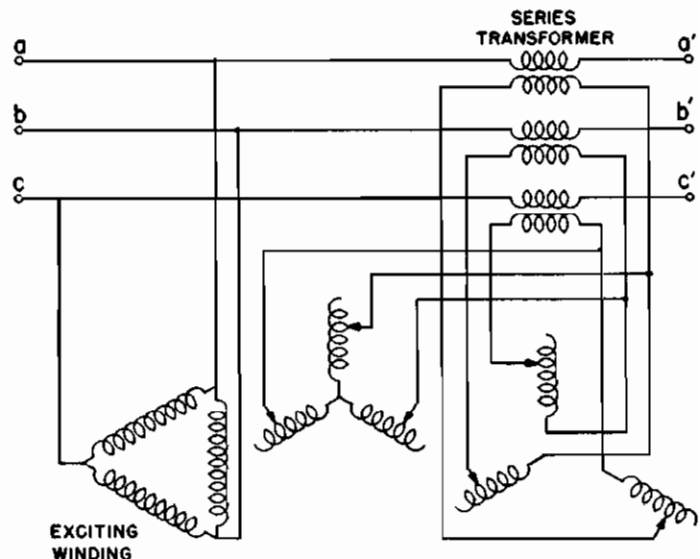 SERIES
TRANSFORMER
a
a'
b
b'
c
c'
EXCITING
WINDING